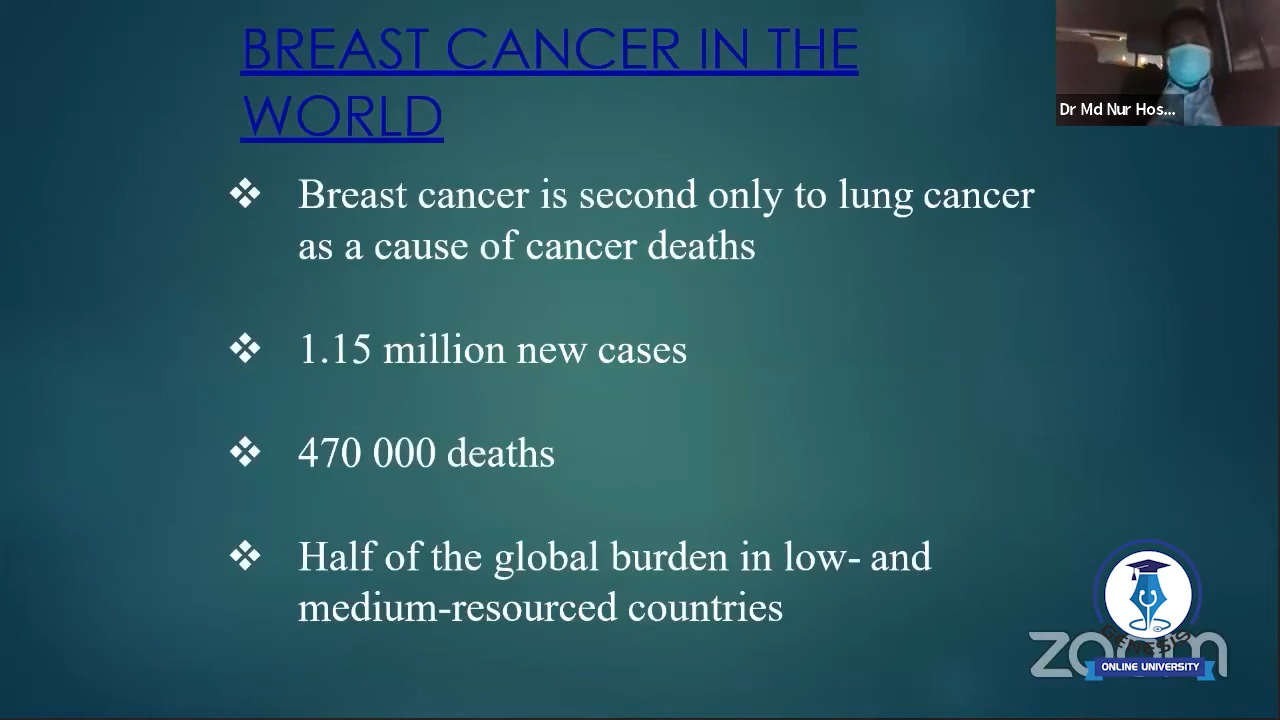 BREAST CANCER IN THE
WORLD
Dr Md Nur Hos...
❖ Breast cancer is second only to lung cancer
as a cause of cancer deaths
❖ 1.15 million new cases
❖ 470 000 deaths
❖ Half of the global burden in low- and
medium-resourced countries
zoom
GENESIS
ONLINE UNIVERSITY